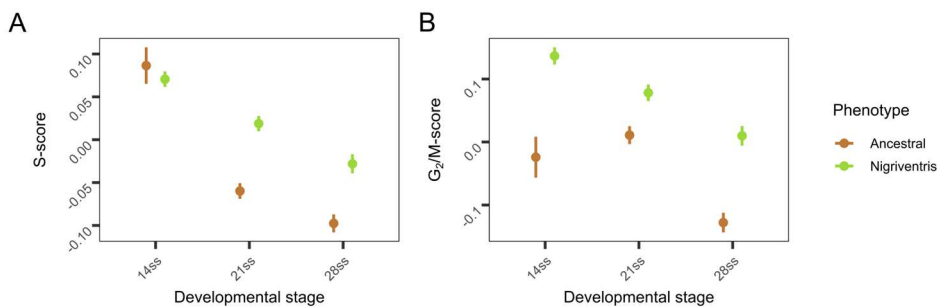 A
S-score
0.10
0.05
0.00
-0.05
-0.10
14ss
21ss
28ss
Developmental stage
B
G₂/M-score
0.1
0.0
-0.1
14ss
21ss
28ss
Developmental stage
Phenotype
Ancestral
Nigriventris